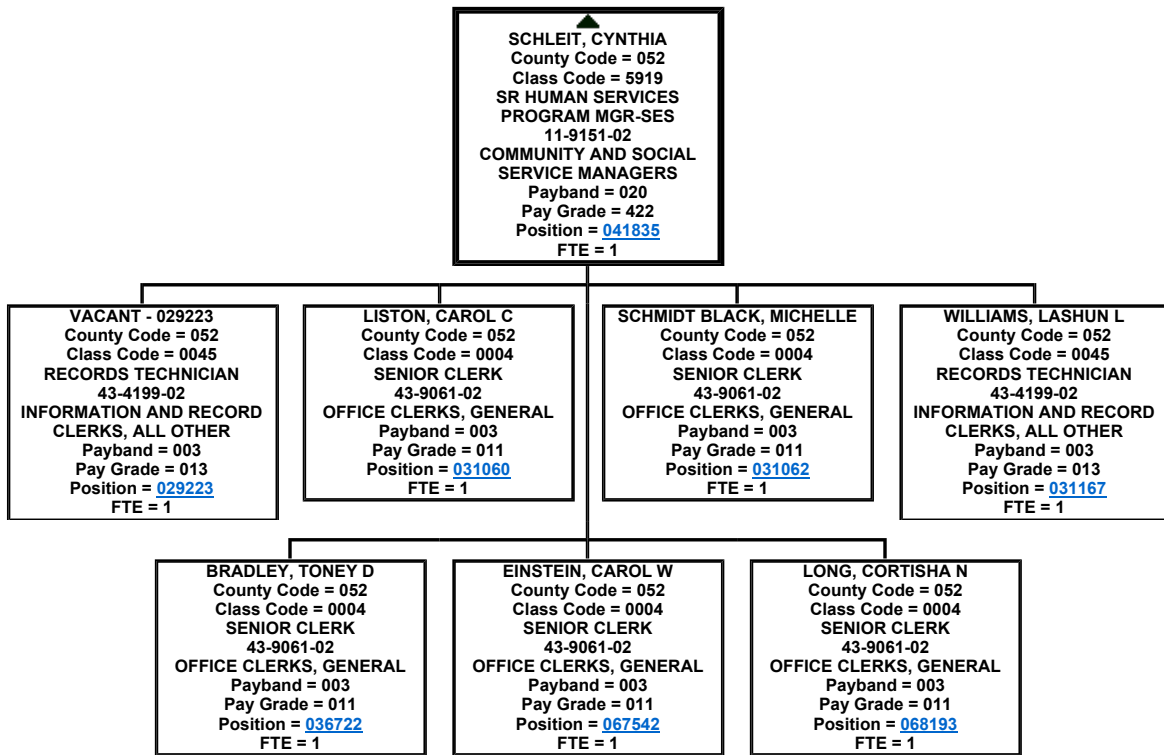 SCHLEIT, CYNTHIA
County Code = 052
Class Code = 5919
SR HUMAN SERVICES
PROGRAM MGR-SES
11-9151-02
COMMUNITY AND SOCIAL
SERVICE MANAGERS
Payband = 020
Pay Grade = 422
Position = 041835
FTE = 1
VACANT - 029223
County Code = 052
Class Code = 0045
RECORDS TECHNICIAN
43-4199-02
INFORMATION AND RECORD
CLERKS, ALL OTHER
Payband = 003
Pay Grade = 013
Position = 029223
FTE = 1
LISTON, CAROL C
County Code = 052
Class Code = 0004
SENIOR CLERK
43-9061-02
OFFICE CLERKS, GENERAL
Payband = 003
Pay Grade = 011
Position = 031060
FTE = 1
SCHMIDT BLACK, MICHELLE
County Code = 052
Class Code = 0004
SENIOR CLERK
43-9061-02
OFFICE CLERKS, GENERAL
Payband = 003
Pay Grade = 011
Position = 031062
FTE = 1
WILLIAMS, LASHUN L
County Code = 052
Class Code = 0045
RECORDS TECHNICIAN
43-4199-02
INFORMATION AND RECORD
CLERKS, ALL OTHER
Payband = 003
Pay Grade = 013
Position = 031167
FTE = 1
BRADLEY, TONEY D
County Code = 052
Class Code = 0004
SENIOR CLERK
43-9061-02
OFFICE CLERKS, GENERAL
Payband = 003
Pay Grade = 011
Position = 036722
FTE = 1
EINSTEIN, CAROL W
County Code = 052
Class Code = 0004
SENIOR CLERK
43-9061-02
OFFICE CLERKS, GENERAL
Payband = 003
Pay Grade = 011
Position = 067542
FTE = 1
LONG, CORTISHA N
County Code = 052
Class Code = 0004
SENIOR CLERK
43-9061-02
OFFICE CLERKS, GENERAL
Payband = 003
Pay Grade = 011
Position = 068193
FTE = 1